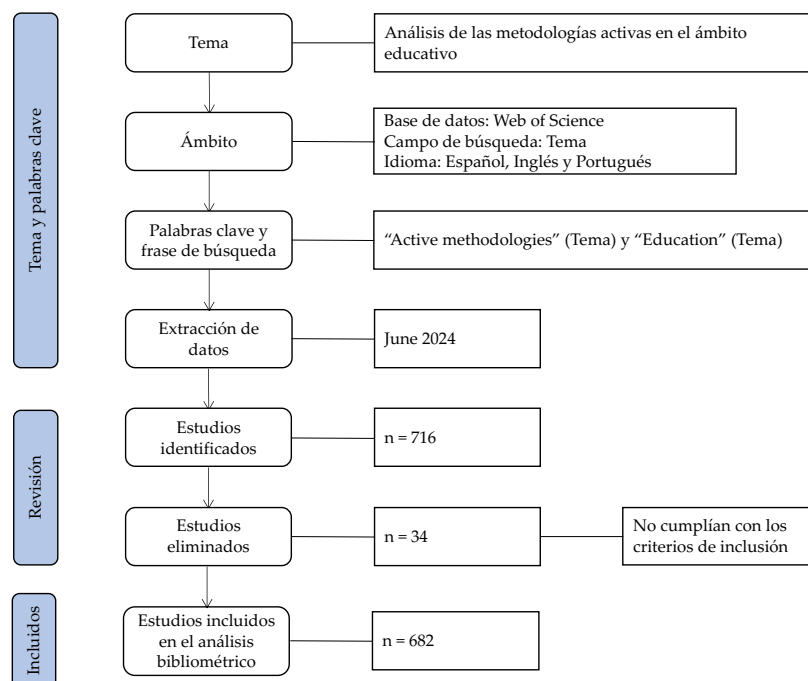 Tema y palabras clave
Tema
Análisis de las metodologías activas en el ámbito
educativo
Ámbito
Base de datos: Web of Science
Campo de búsqueda: Tema
Idioma: Español, Inglés y Portugués
Palabras clave y
frase de búsqueda
“Active methodologies” (Tema) y “Education” (Tema)
Extracción de
datos
June 2024
Revisión
Estudios
identificados
n = 716
Estudios
eliminados
n = 34
No cumplían con los
criterios de inclusión
Incluidos
Estudios incluidos
en el análisis
bibliométrico
n = 682